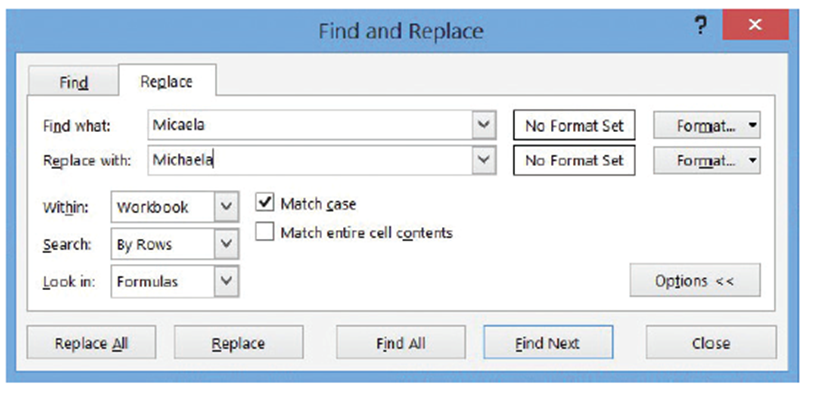 Find and Replace ?
Find Replace
Find what: Micaela No Format Set Format...
Replace with: Michaela No Format Set Format...
Within: Workbook Match case
Search: By Rows Match entire cell contents
Look in: Formulas Options <<
Replace All Replace Find All Find Next Close